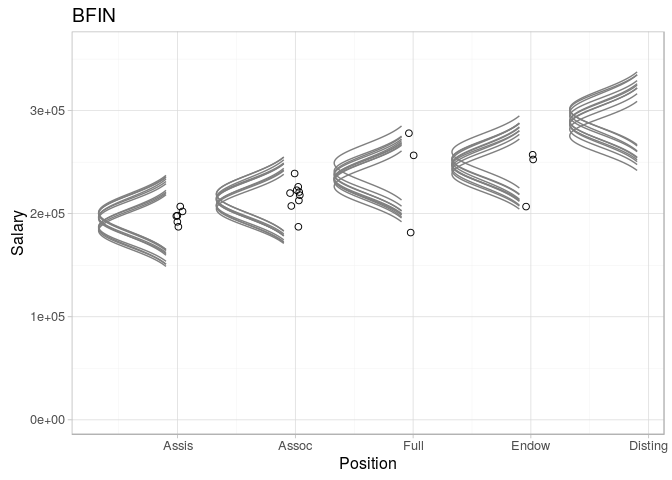 BFIN
3e+05
2e+05
1e+05
0e+00
Salary
Assis Assoc Full Endow Disting
Position